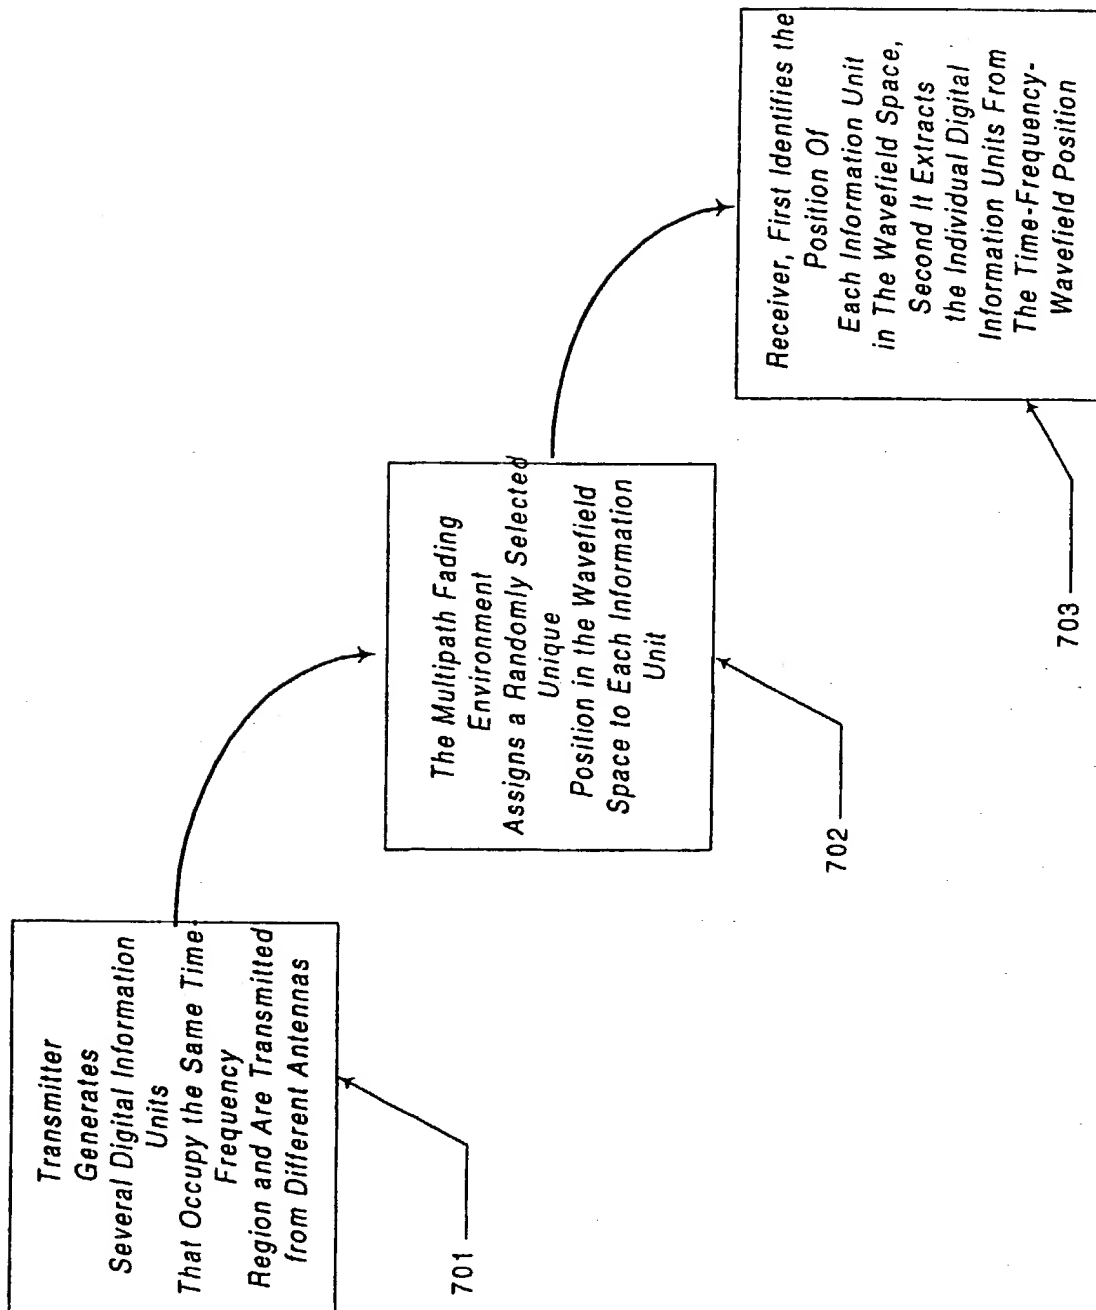 Transmitter
Generates
Several Digital Information
Units
That Occupy the Same Time-
Frequency
Region and Are Transmitted
from Different Antennas
701
The Multipath Fading
Environment
Assigns a Randomly Selected
Unique
Position in the Wavefield
Space to Each Information
Unit
702
Receiver, First Identifies the
Position Of
Each Information Unit
in The Wavefield Space,
Second It Extracts
the Individual Digital
Information Units From
The Time-Frequency-
Wavefield Position
703